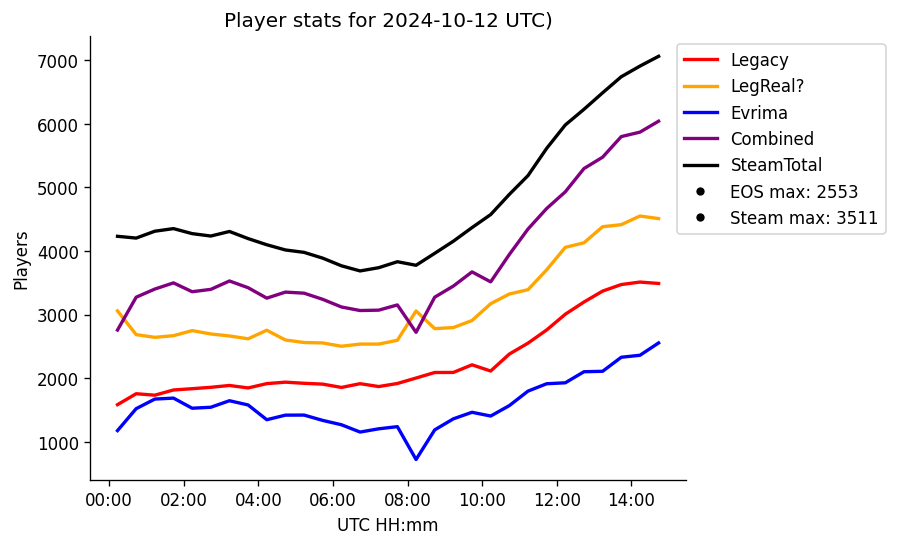 Player stats for 2024-10-12 UTC)
7000
6000
5000
4000
3000
2000
1000
Players
00:00 02:00 04:00 06:00 08:00 10:00 12:00 14:00
UTC HH:mm
Legacy
LegReal?
Evrima
Combined
SteamTotal
EOS max: 2553
Steam max: 3511